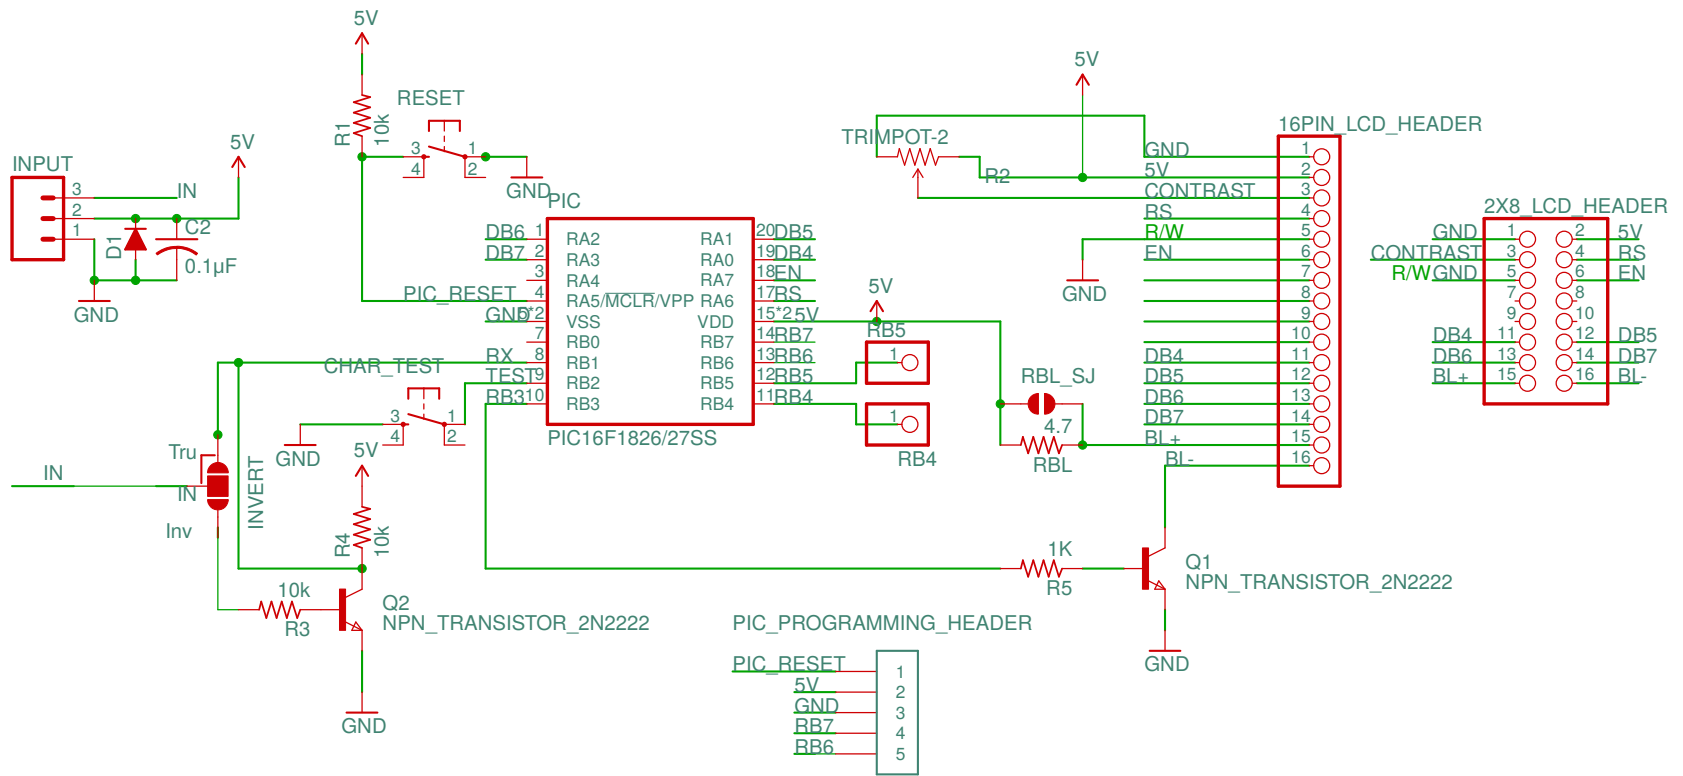 5V
RESET
R1
10k
3
1
4
2
GND
INPUT
5V
3
IN
2
1
D1
C2
0.1µF
GND
PIC
DB6 1 RA2 RA1 20 DB5
DB7 2 RA3 RA0 19 DB4
3 RA4 RA7 18 EN
PIC_RESET 4 RA5/MCLR/VPP RA6 17 RS
GND 5*2 VSS VDD 15*2 5V
7 RB0 RB7 14 RB7
RX 8 RB1 RB6 13 RB6
TEST 9 RB2 RB5 12 RB5
RB3 10 RB3 RB4 11 RB4
PIC16F1826/27SS
CHAR_TEST
3
1
4
2
GND
5V
R4
10k
Tru
IN
IN
Inv
INVERT
10k
R3
Q2
NPN_TRANSISTOR_2N2222
GND
5V
RB5
1
1
RB4
RBL_SJ
4.7
RBL
5V
TRIMPOT-2
R2
GND
16PIN_LCD_HEADER
GND 1
5V 2
CONTRAST 3
RS 4
R/W 5
EN 6
7
8
9
10
DB4 11
DB5 12
DB6 13
DB7 14
BL+ 15
BL- 16
2X8_LCD_HEADER
GND 1 2 5V
CONTRAST 3 4 RS
R/W GND 5 6 EN
7 8
9 10
DB4 11 12 DB5
DB6 13 14 DB7
BL+ 15 16 BL-
1K
R5
Q1
NPN_TRANSISTOR_2N2222
GND
PIC_PROGRAMMING_HEADER
PIC_RESET 1
5V 2
GND 3
RB7 4
RB6 5